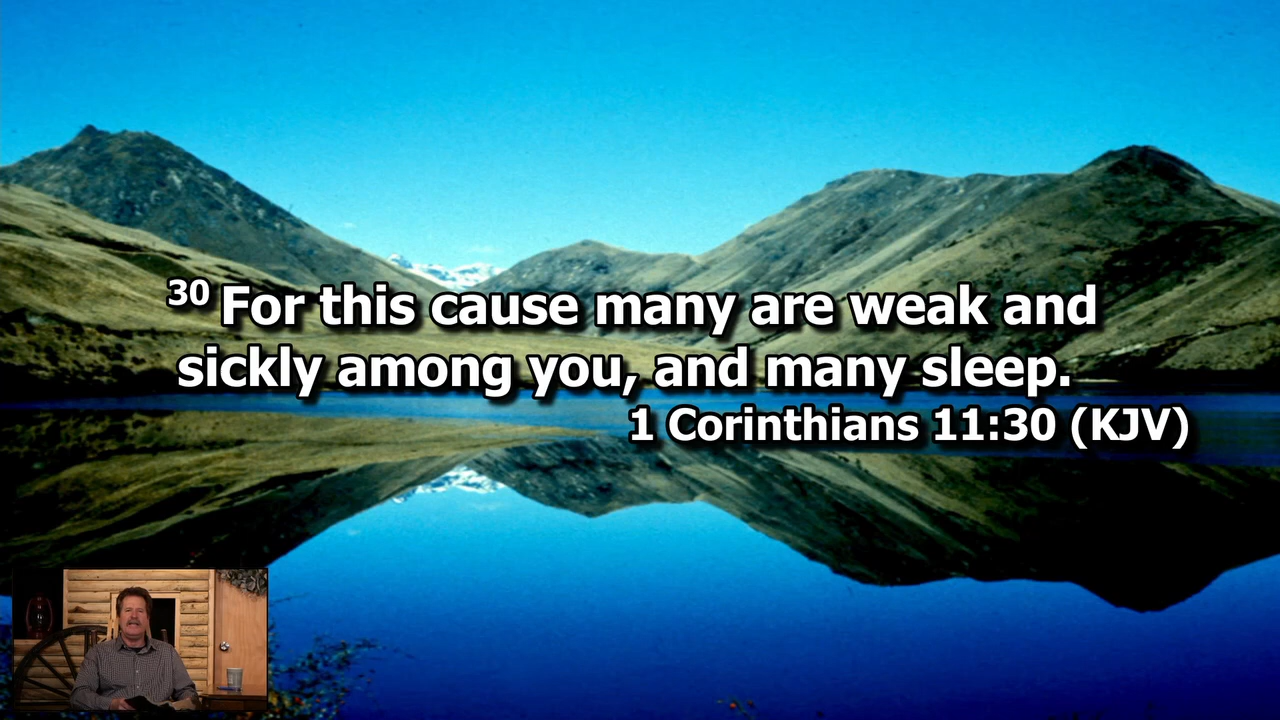 30 For this cause many are weak and
sickly among you, and many sleep.
1 Corinthians 11:30 (KJV)